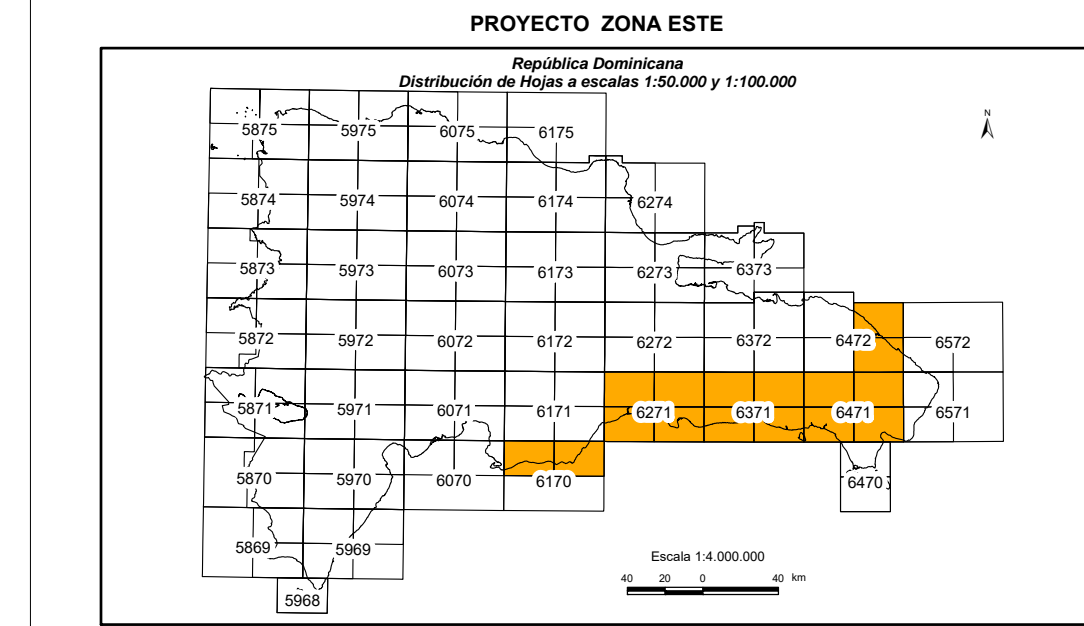 PROYECTO ZONA ESTE
República Dominicana
Distribución de Hojas a escalas 1:50.000 y 1:100.000
N
5875 5975 6075 6175
5874 5974 6074 6174 6274
5873 5973 6073 6173 6273 6373
5872 5972 6072 6172 6272 6372 6472 6572
5871 5971 6071 6171 6271 6371 6471 6571
5870 5970 6070 6170 6470
5869 5969
Escala 1:4.000.000
40 20 0 40 km
5968